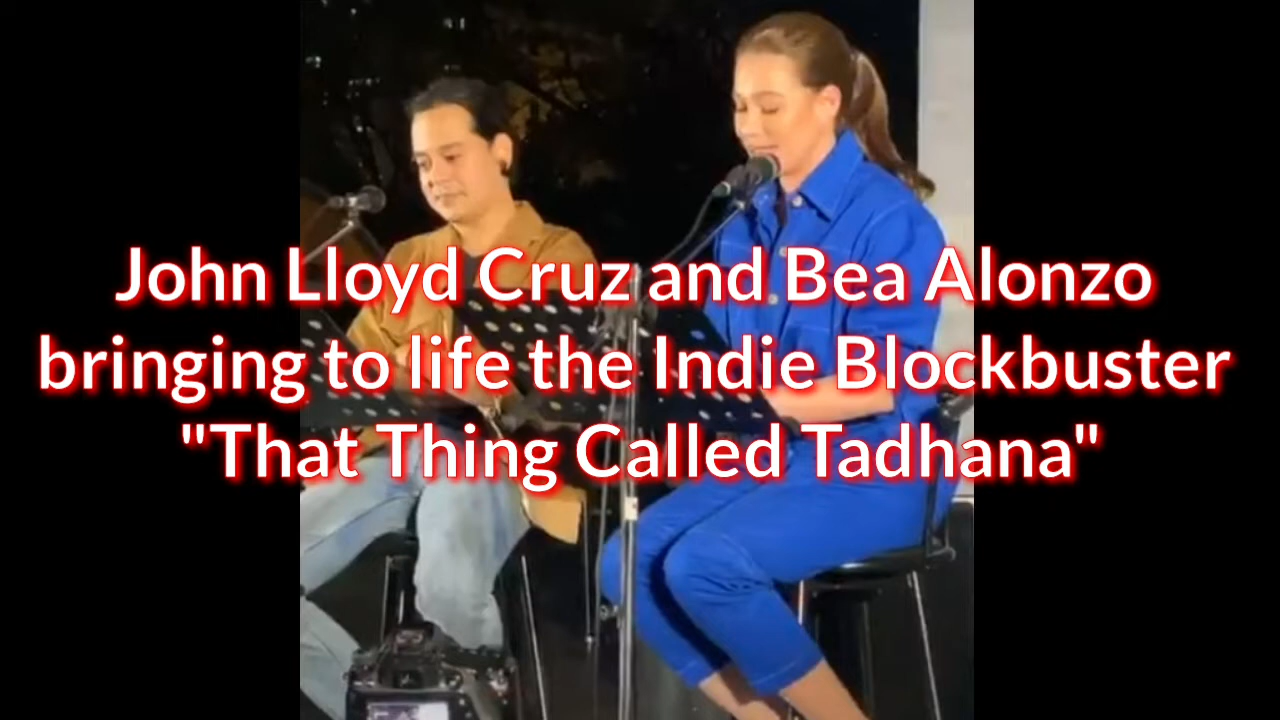 John Lloyd Cruz and Bea Alonzo
bringing to life the Indie Blockbuster
"That Thing Called Tadhana"